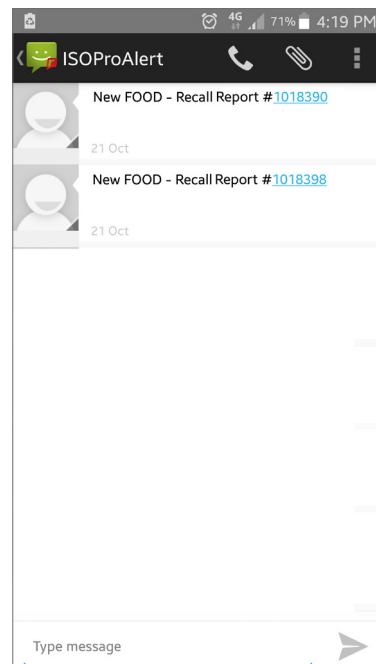 4G 71% 4:19 PM
ISOProAlert
New FOOD - Recall Report #1018390
21 Oct
New FOOD - Recall Report #1018398
21 Oct
Type message